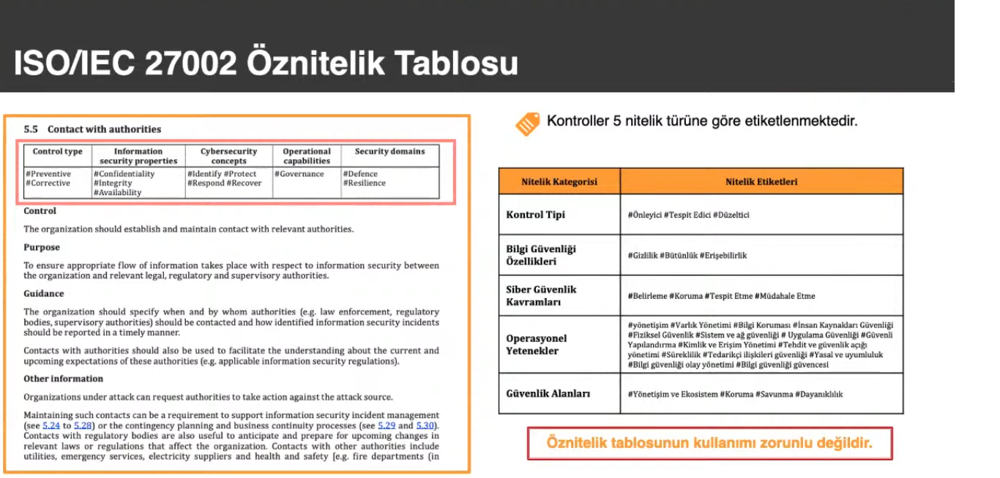 ISO/IEC 27002 Öznitelik Tablosu
5.5 Contact with authorities
Control type
Information security properties
Cybersecurity concepts
Operational capabilities
Security domains
#Preventive
#Corrective
#Confidentiality
#Integrity
#Availability
#Identify #Protect
#Respond #Recover
#Governance
#Defence
#Resilience
Control
The organization should establish and maintain contact with relevant authorities.
Purpose
To ensure appropriate flow of information takes place with respect to information security between
the organization and relevant legal, regulatory and supervisory authorities.
Guidance
The organization should specify when and by whom authorities (e.g. law enforcement, regulatory
bodies, supervisory authorities) should be contacted and how identified information security incidents
should be reported in a timely manner.
Contacts with authorities should also be used to facilitate the understanding about the current and
upcoming expectations of these authorities (e.g. applicable information security regulations).
Other information
Organizations under attack can request authorities to take action against the attack source.
Maintaining such contacts can be a requirement to support information security incident management
(see 5.24 to 5.28) or the contingency planning and business continuity processes (see 5.29 and 5.30).
Contacts with regulatory bodies are also useful to anticipate and prepare for upcoming changes in
relevant laws or regulations that affect the organization. Contacts with other authorities include
utilities, emergency services, electricity suppliers and health and safety [e.g. fire departments (in
Kontroller 5 nitelik türüne göre etiketlenmektedir.
Nitelik Kategorisi
Nitelik Etiketleri
Kontrol Tipi
#Önleyici #Tespit Edici #Düzeltici
Bilgi Güvenliği
Özellikleri
#Gizlilik #Bütünlük #Erişebilirlik
Siber Güvenlik
Kavramları
#Belirleme #Koruma #Tespit Etme #Müdahale Etme
Operasyonel
Yetenekler
#yönetişim #Varlık Yönetimi #Bilgi Koruması #İnsan Kaynakları Güvenliği
#Fiziksel Güvenlik #Sistem ve ağ güvenliği # Uygulama Güvenliği #Güvenli
Yapılandırma #Kimlik ve Erişim Yönetimi #Tehdit ve güvenlik açığı
yönetimi #Süreklilik #Tedarikçi ilişkileri güvenliği #Yasal ve uyumluluk
#Bilgi güvenliği olay yönetimi #Bilgi güvenliği güvencesi
Güvenlik Alanları
#Yönetişim ve Ekosistem #Koruma #Savunma #Dayanıklılık
Öznitelik tablosunun kullanımı zorunlu değildir.